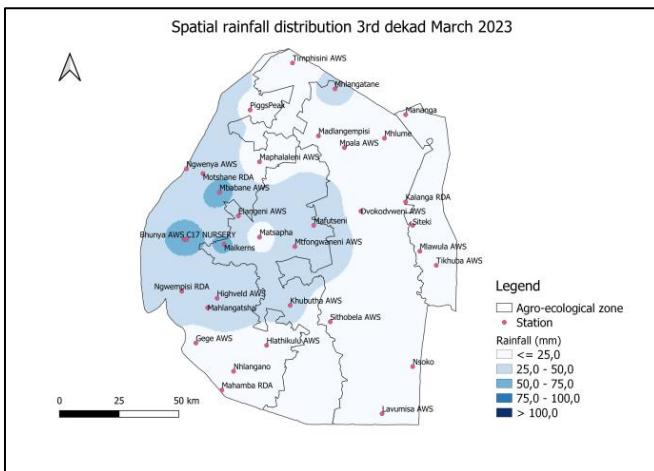 Spatial rainfall distribution 3rd dekad March 2023
Timphisini AWS
Mhlangatane
PiggsPeak
Mananga
Madlangempisi
Mhlume
Mpala AWS
Maphalaleni AWS
Ngwenya AWS
Motshane RDA
Mbabane AWS
Kalanga RDA
Elangeni AWS
Dvokodvweni AWS
Mafutseni
Siteki
Bhunya AWS C17 NURSERY
Matsapha
Malkerns
Mtfongwaneni AWS
Mlawula AWS
Tikhuba AWS
Ngwempisi RDA
Highveld AWS
Mahlangatsha
Khubutha AWS
Sithobela AWS
Gege AWS
Hlathikulu AWS
Nhlangano
Nsoko
Mahamba RDA
Lavumisa AWS
Legend
Agro-ecological zone
Station
Rainfall (mm)
<= 25,0
25,0 - 50,0
50,0 - 75,0
75,0 - 100,0
> 100,0
0 25 50 km